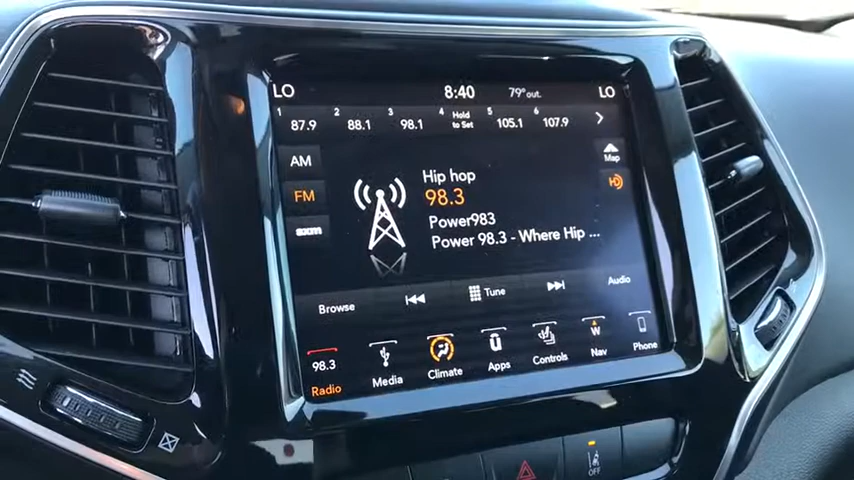 LO 8:40 79° out. LO
1 87.9 2 88.1 3 98.1 4 Hold to Set 5 105.1 6 107.9
AM
Map
FM
sxm
Hip hop
98.3
Power983
Power 98.3 - "Where Hip ...
Browse
Tune
Audio
98.3
Radio
Media
Climate
Apps
Controls
W
Nav
Phone
OFF